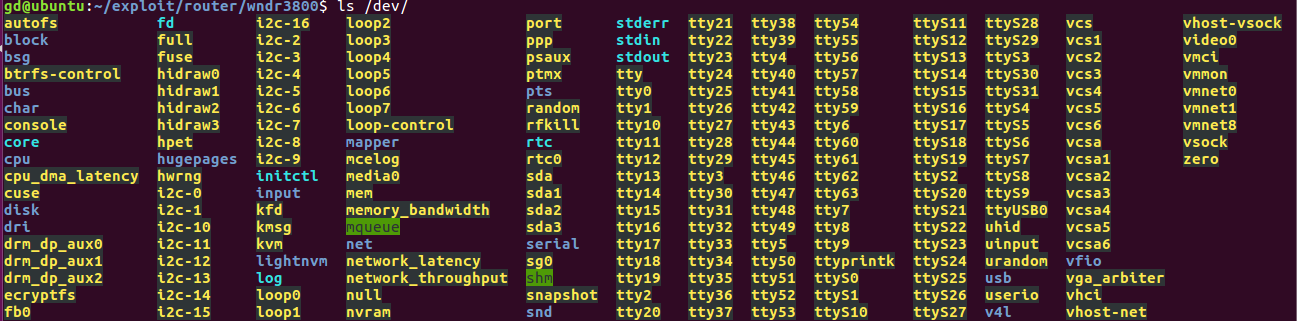 gd@ubuntu:~/exploit/router/wndr3800$ ls /dev/
autofs fd i2c-16 loop2 port stderr tty21 tty38 tty54 ttyS11 ttyS28 vcs vhost-vsock
block full i2c-2 loop3 ppp stdin tty22 tty39 tty55 ttyS12 ttyS29 vcs1 video0
bsg fuse i2c-3 loop4 psaux stdout tty23 tty4 tty56 ttyS13 ttyS3 vcs2 vmci
btrfs-control hidraw0 i2c-4 loop5 ptmx tty tty24 tty40 tty57 ttyS14 ttyS30 vcs3 vmmon
bus hidraw1 i2c-5 loop6 pts tty0 tty25 tty41 tty58 ttyS15 ttyS31 vcs4 vmnet0
char hidraw2 i2c-6 loop7 random tty1 tty26 tty42 tty59 ttyS16 ttyS4 vcs5 vmnet1
console hidraw3 i2c-7 loop-control rfkill tty10 tty27 tty43 tty6 ttyS17 ttyS5 vcs6 vmnet8
core hpet i2c-8 mapper rtc tty11 tty28 tty44 tty60 ttyS18 ttyS6 vcsa vsock
cpu hugepages i2c-9 mcelog rtc0 tty12 tty29 tty45 tty61 ttyS19 ttyS7 vcsa1 zero
cpu_dma_latency hwrng initctl media0 sda tty13 tty3 tty46 tty62 ttyS2 ttyS8 vcsa2
cuse i2c-0 input mem sda1 tty14 tty30 tty47 tty63 ttyS20 ttyS9 vcsa3
disk i2c-1 kfd memory_bandwidth sda2 tty15 tty31 tty48 tty7 ttyS21 ttyUSB0 vcsa4
dri i2c-10 kmsg mqueue sda3 tty16 tty32 tty49 tty8 ttyS22 uhid vcsa5
drm_dp_aux0 i2c-11 kvm net serial tty17 tty33 tty5 tty9 ttyS23 uinput vcsa6
drm_dp_aux1 i2c-12 lightnvm network_latency sg0 tty18 tty34 tty50 ttyprintk ttyS24 urandom vfio
drm_dp_aux2 i2c-13 log network_throughput shm tty19 tty35 tty51 ttyS0 ttyS25 usb vga_arbiter
ecryptfs i2c-14 loop0 null snapshot tty2 tty36 tty52 ttyS1 ttyS26 userio vhci
fb0 i2c-15 loop1 nvram snd tty20 tty37 tty53 ttyS10 ttyS27 v4l vhost-net